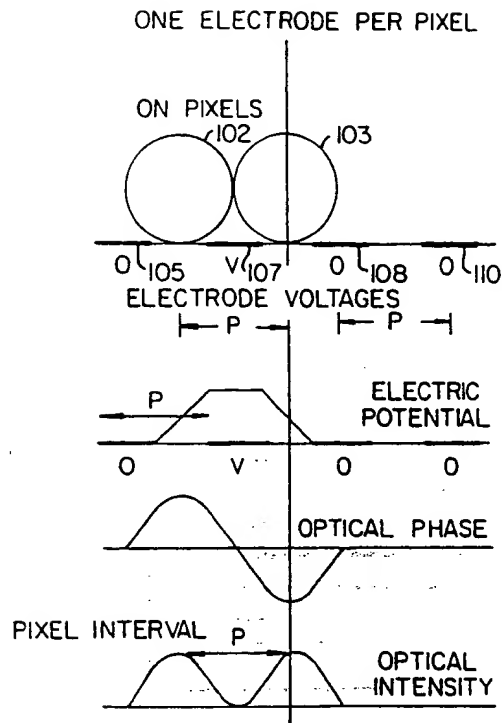 ONE ELECTRODE PER PIXEL
ON PIXELS
102
103
0 105 V 107 0 108 0 110
ELECTRODE VOLTAGES
P P
P
ELECTRIC
POTENTIAL
0 V 0 0
OPTICAL PHASE
PIXEL INTERVAL
P
OPTICAL
INTENSITY